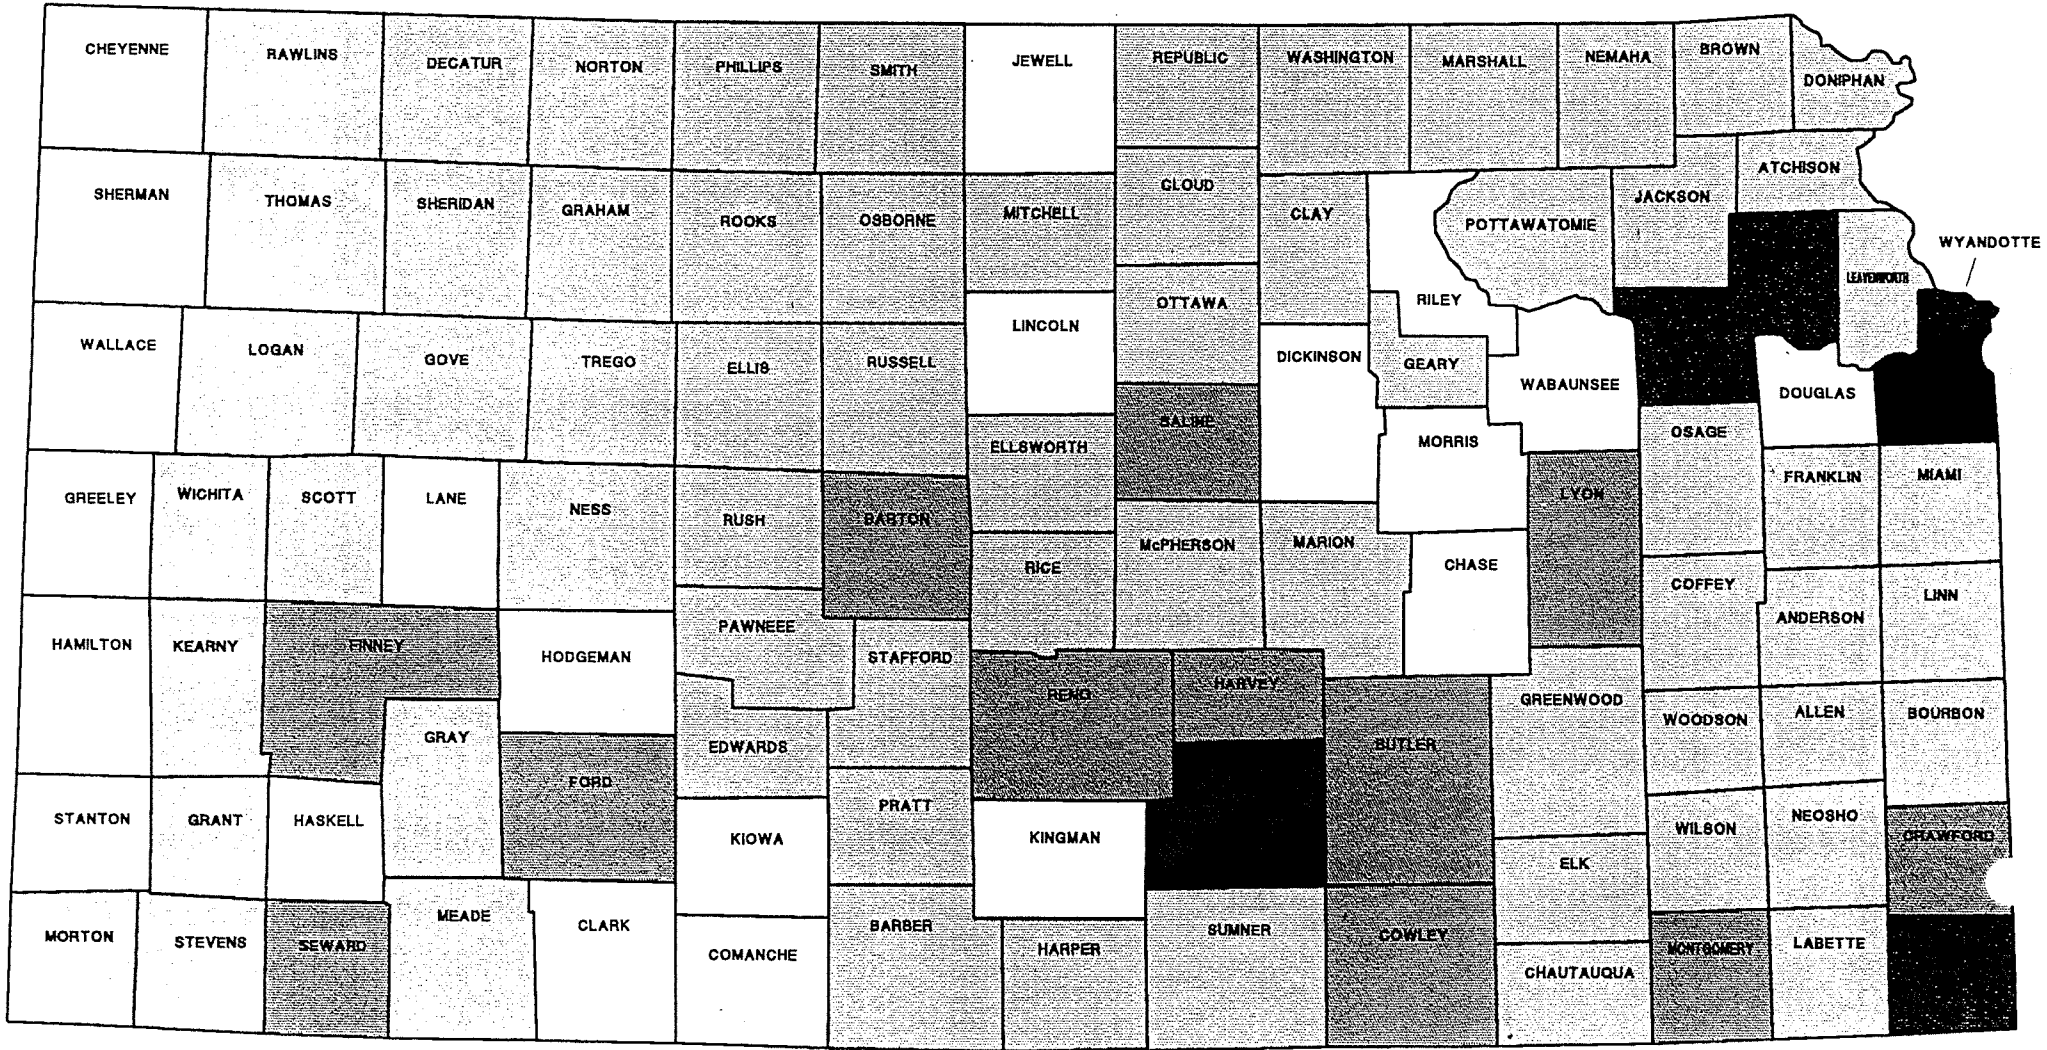 CHEYENNE
RAWLINS
DECATUR
NORTON
PHILLIPS
SMITH
JEWELL
REPUBLIC
WASHINGTON
MARSHALL
NEMAHA
BROWN
DONIPHAN
SHERMAN
THOMAS
SHERIDAN
GRAHAM
ROOKS
OSBORNE
MITCHELL
CLOUD
CLAY
POTTAWATOMIE
JACKSON
ATCHISON
WYANDOTTE
LEAVENWORTH
RILEY
OTTAWA
LINCOLN
WALLACE
LOGAN
GOVE
TREGO
ELLIS
RUSSELL
DICKINSON
GEARY
WABAUNSEE
DOUGLAS
SALINE
ELLSWORTH
MORRIS
OSAGE
GREELEY
WICHITA
SCOTT
LANE
NESS
RUSH
BARTON
RICE
McPHERSON
MARION
CHASE
LYON
FRANKLIN
MIAMI
COFFEY
ANDERSON
LINN
HAMILTON
KEARNY
FINNEY
HODGEMAN
PAWNEEE
STAFFORD
RENO
HARVEY
BUTLER
GREENWOOD
WOODSON
ALLEN
BOURBON
GRAY
FORD
EDWARDS
PRATT
STANTON
GRANT
HASKELL
KIOWA
KINGMAN
ELK
WILSON
NEOSHO
CRAWFORD
MORTON
STEVENS
SEWARD
MEADE
CLARK
COMANCHE
BARBER
HARPER
SUMNER
COWLEY
CHAUTAUQUA
MONTGOMERY
LABETTE